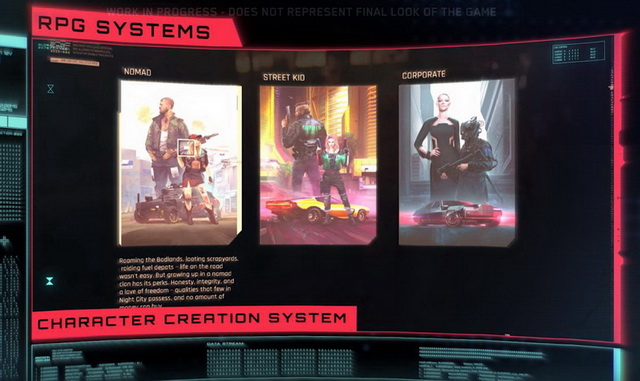 WORK IN PROGRESS - DOES NOT REPRESENT FINAL LOOK OF THE GAME
RPG SYSTEMS
NOMAD
STREET KID
CORPORATE
Roaming the Badlands, looting scrapyards,
raiding fuel depots - life on the road
wasn't easy. But growing up in a nomad
clan has its perks. Honesty, integrity, and
a love of freedom - qualities that few in
Night City possess, and no amount of
money can buy.
CHARACTER CREATION SYSTEM
DATA STREAM